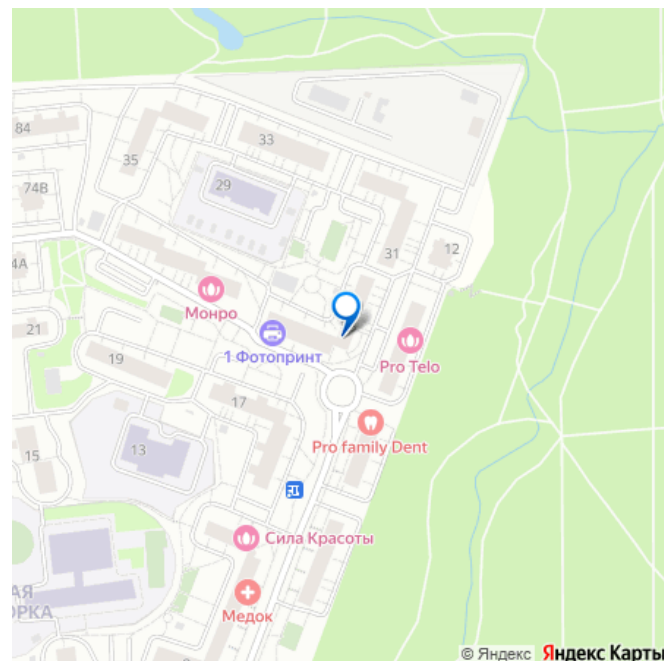 84
33
35
29
74В
31
12
4А
Монро
21
1 Фотопринт
Pro Telo
19
17
Pro family Dent
13
15
Сила Красоты
АЯ
ОРКА
Медок
© Яндекс Яндекс Карты